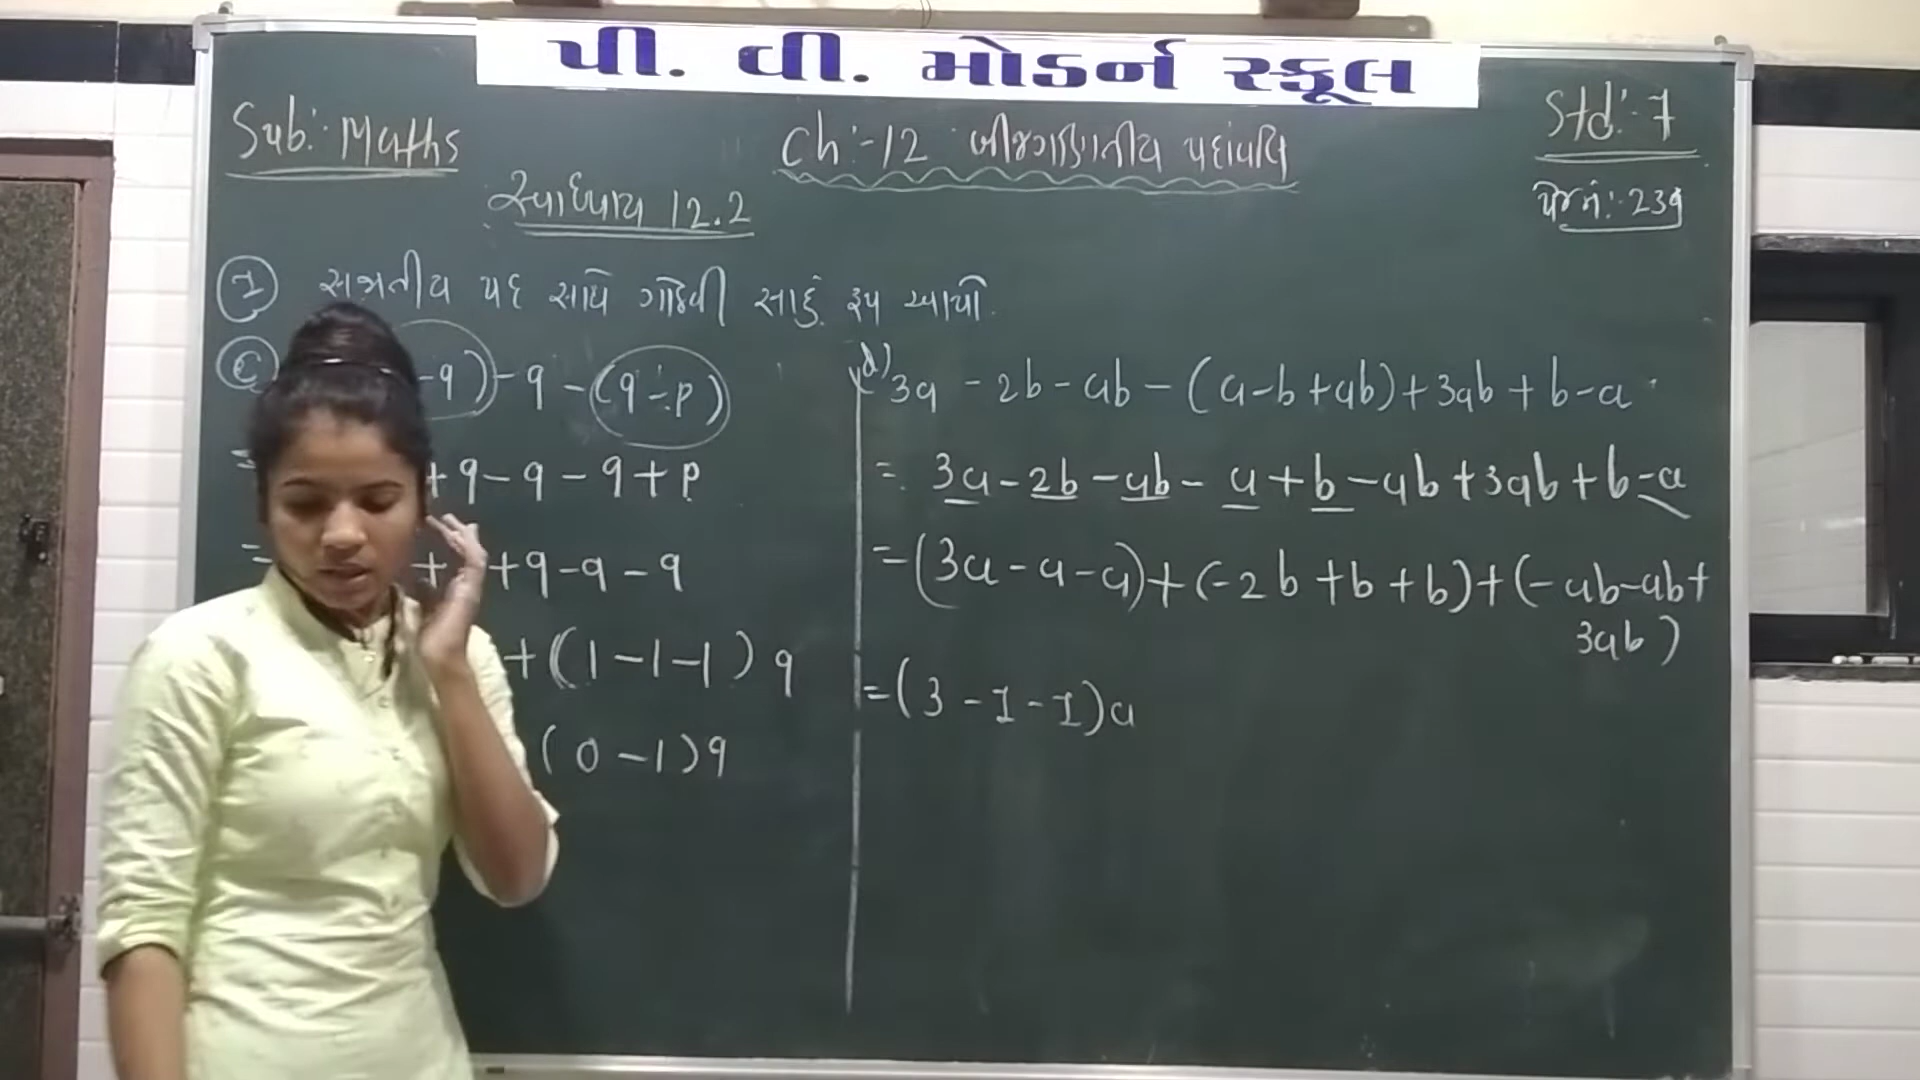 પી. વી. મોડર્ન સ્કૂલ
Sub:- Maths
Ch:-12 બીજગાણિતીય પદાવલિ
Std:- 7
પેજ નં:- 239
સ્વાધ્યાય 12.2
1 સજાતીય પદ સાથે ગોઠવી સાદું રૂપ આપો.
c -q) - q - (q - p)
= + q - q - q + p
= + + q - q - q
+ (1 - 1 - 1) q
(0 - 1) q
d) 3a - 2b - ab - (a - b + ab) + 3ab + b - a
= 3a - 2b - ab - a + b - ab + 3ab + b - a
= (3a - a - a) + (-2b + b + b) + (- ab - ab +
3ab)
= (3 - 1 - 1) a